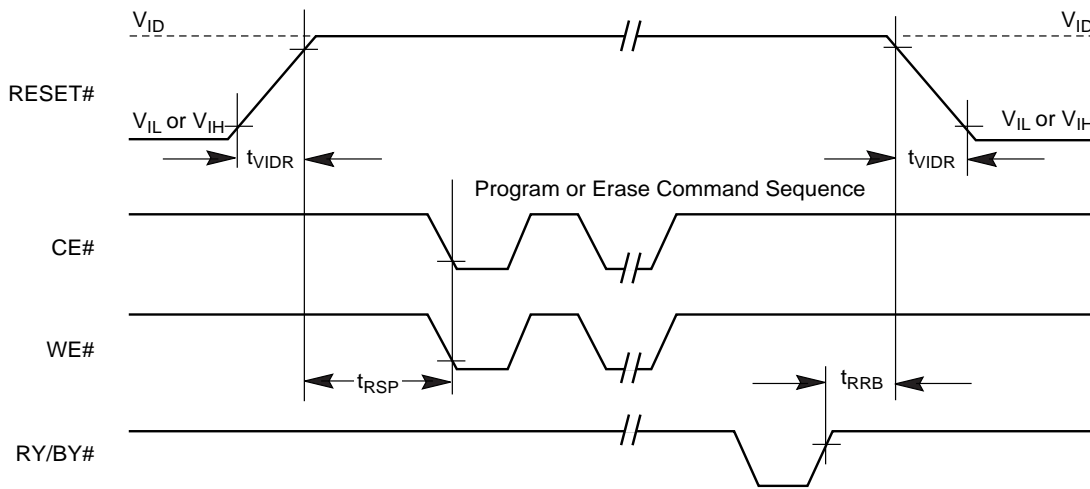 V_ID V_ID
RESET#
V_IL or V_IH V_IL or V_IH
t_VIDR t_VIDR
Program or Erase Command Sequence
CE#
WE#
t_RSP t_RRB
RY/BY#